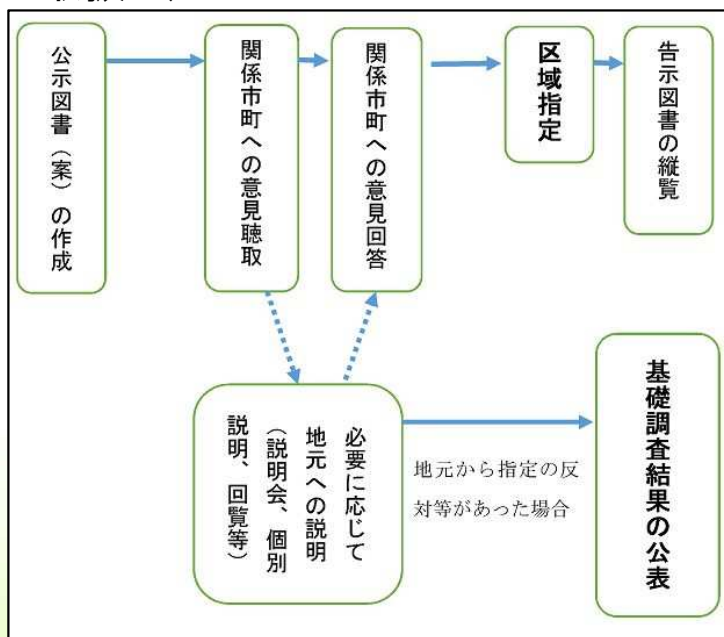 公示図書（案）の作成
関係市町への意見聴取
関係市町への意見回答
区域指定
告示図書の縦覧
必要に応じて
地元への説明
（説明会、個別
説明、回覧等）
地元から指定の反
対等があった場合
基礎調査結果の公表